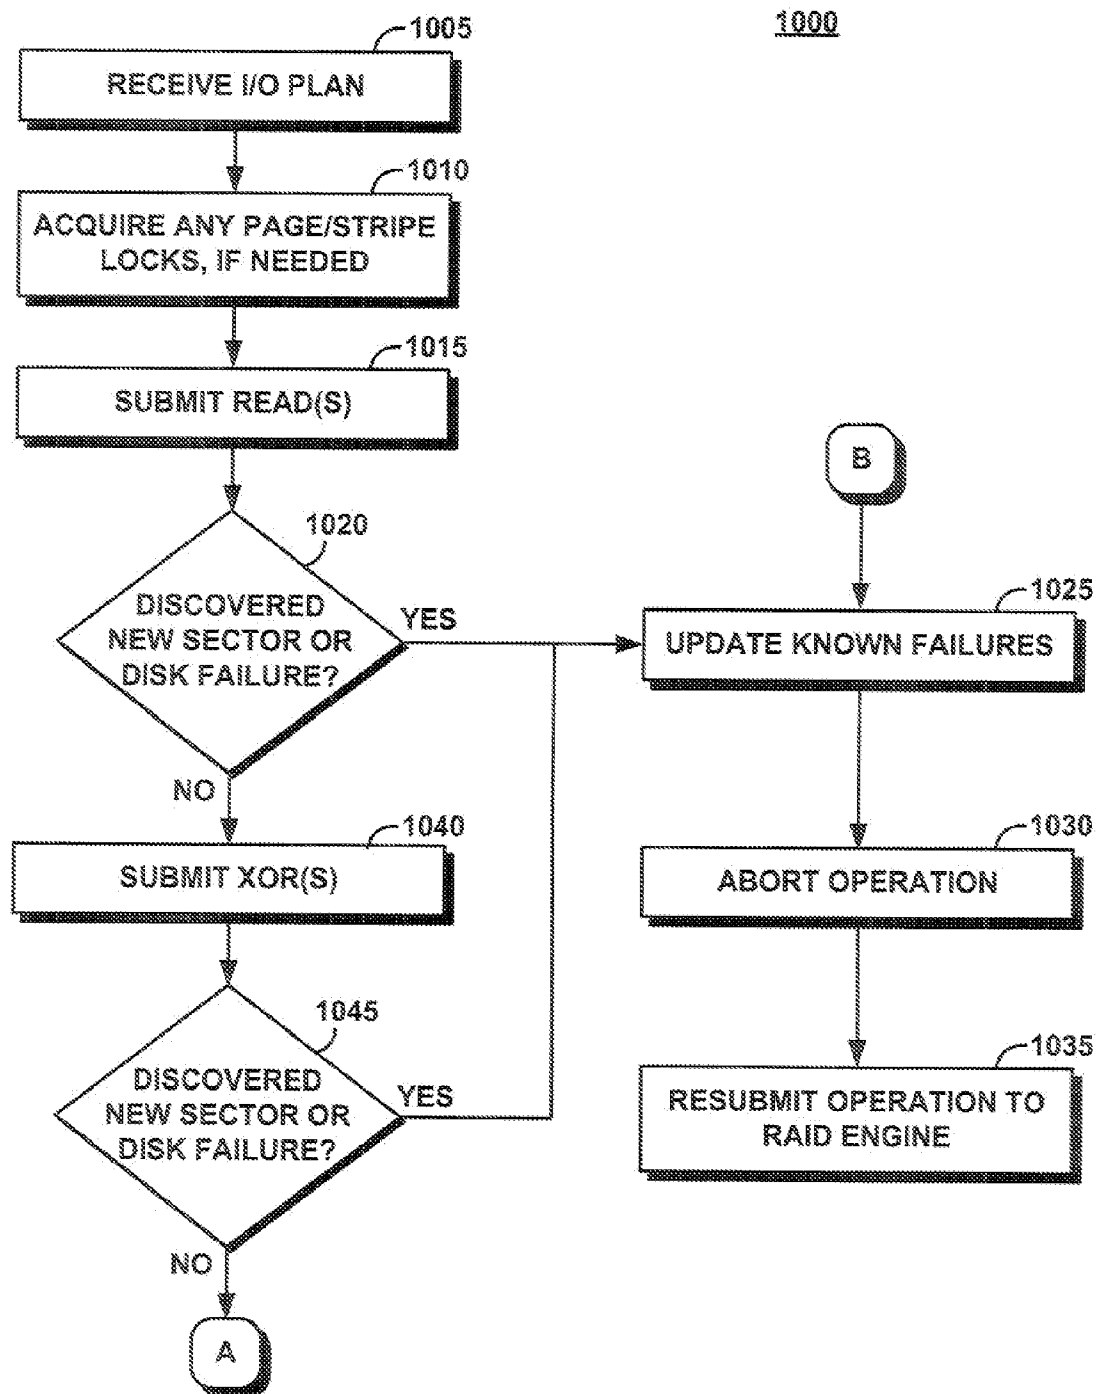 1000
1005
RECEIVE I/O PLAN
1010
ACQUIRE ANY PAGE/STRIPE
LOCKS, IF NEEDED
1015
SUBMIT READ(S)
1020
DISCOVERED
NEW SECTOR OR
DISK FAILURE?
YES
NO
1040
SUBMIT XOR(S)
1045
DISCOVERED
NEW SECTOR OR
DISK FAILURE?
YES
NO
A
B
1025
UPDATE KNOWN FAILURES
1030
ABORT OPERATION
1035
RESUBMIT OPERATION TO
RAID ENGINE